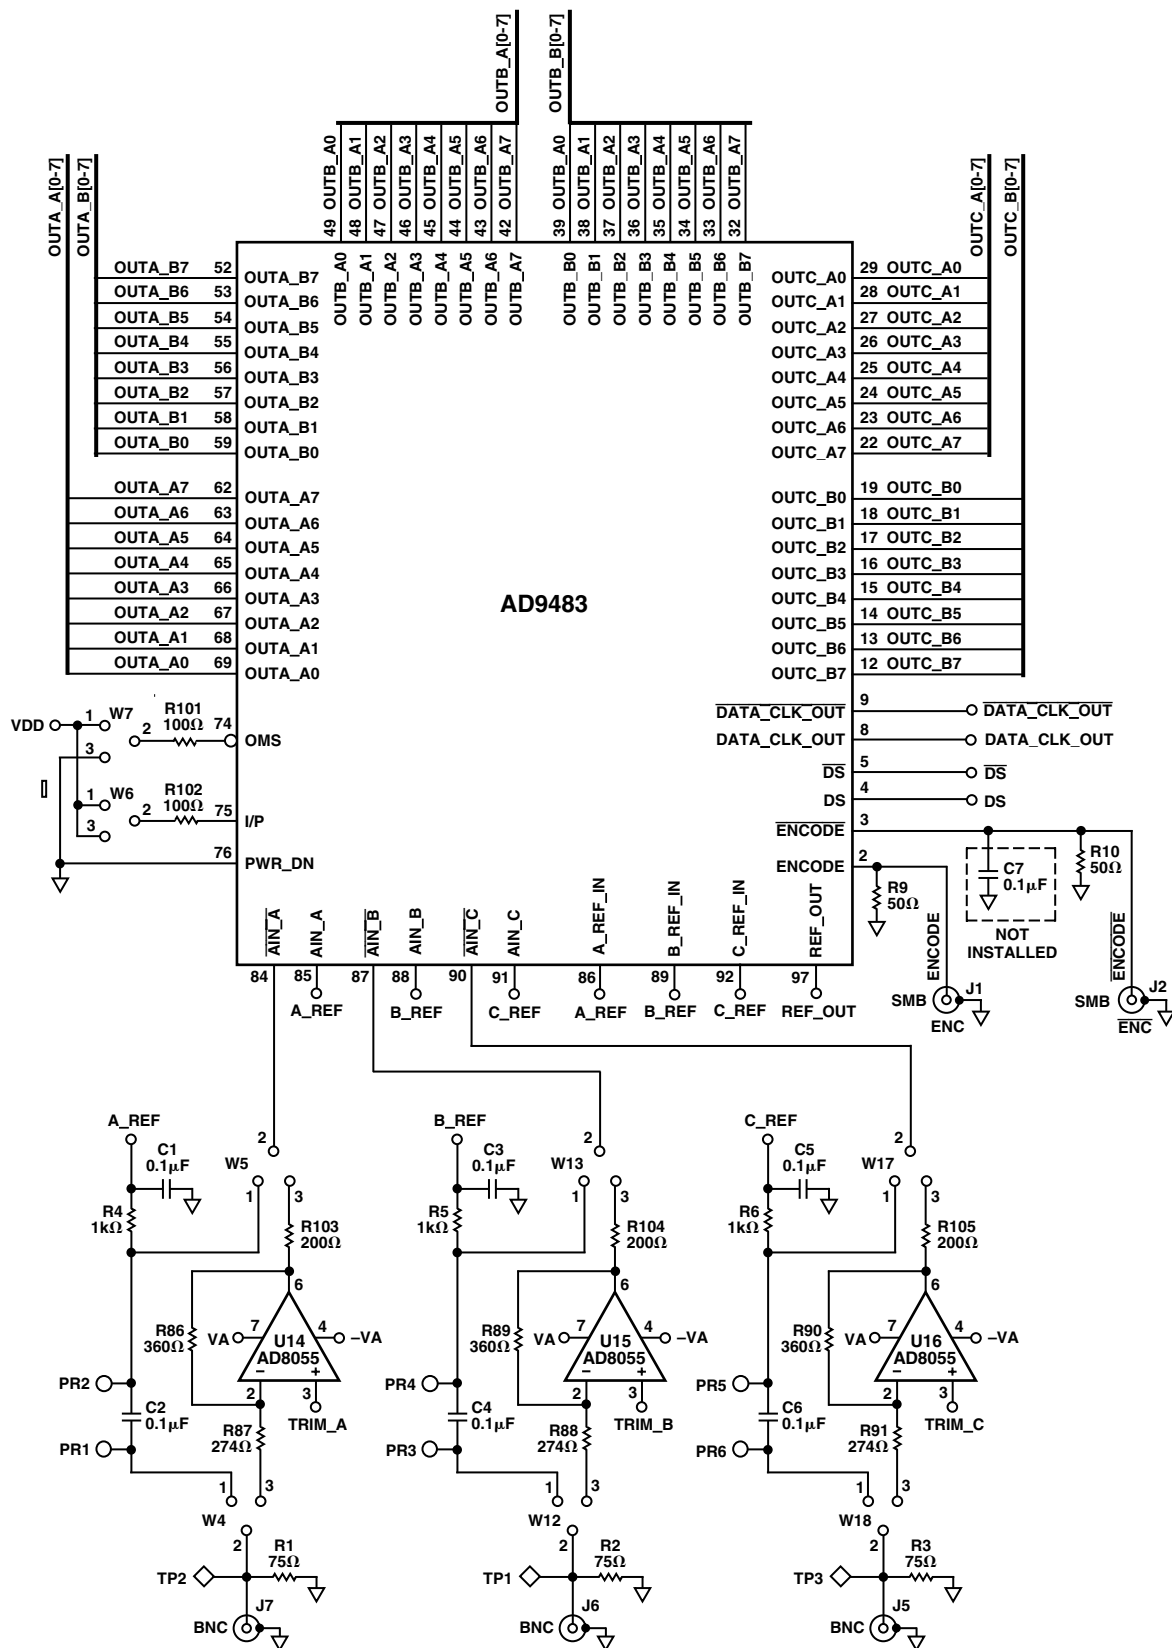 OUTB_A[0-7]
OUTB_B[0-7]
OUTA_A[0-7]
OUTA_B[0-7]
OUTC_A[0-7]
OUTC_B[0-7]
49 OUTB_A0
48 OUTB_A1
47 OUTB_A2
46 OUTB_A3
45 OUTB_A4
44 OUTB_A5
43 OUTB_A6
42 OUTB_A7
39 OUTB_A0
38 OUTB_A1
37 OUTB_A2
36 OUTB_A3
35 OUTB_A4
34 OUTB_A5
33 OUTB_A6
32 OUTB_A7
OUTB_A0
OUTB_A1
OUTB_A2
OUTB_A3
OUTB_A4
OUTB_A5
OUTB_A6
OUTB_A7
OUTB_B0
OUTB_B1
OUTB_B2
OUTB_B3
OUTB_B4
OUTB_B5
OUTB_B6
OUTB_B7
OUTA_B7 52 OUTA_B7
OUTA_B6 53 OUTA_B6
OUTA_B5 54 OUTA_B5
OUTA_B4 55 OUTA_B4
OUTA_B3 56 OUTA_B3
OUTA_B2 57 OUTA_B2
OUTA_B1 58 OUTA_B1
OUTA_B0 59 OUTA_B0
OUTA_A7 62 OUTA_A7
OUTA_A6 63 OUTA_A6
OUTA_A5 64 OUTA_A5
OUTA_A4 65 OUTA_A4
OUTA_A3 66 OUTA_A3
OUTA_A2 67 OUTA_A2
OUTA_A1 68 OUTA_A1
OUTA_A0 69 OUTA_A0
OUTC_A0 29 OUTC_A0
OUTC_A1 28 OUTC_A1
OUTC_A2 27 OUTC_A2
OUTC_A3 26 OUTC_A3
OUTC_A4 25 OUTC_A4
OUTC_A5 24 OUTC_A5
OUTC_A6 23 OUTC_A6
OUTC_A7 22 OUTC_A7
OUTC_B0 19 OUTC_B0
OUTC_B1 18 OUTC_B1
OUTC_B2 17 OUTC_B2
OUTC_B3 16 OUTC_B3
OUTC_B4 15 OUTC_B4
OUTC_B5 14 OUTC_B5
OUTC_B6 13 OUTC_B6
OUTC_B7 12 OUTC_B7
AD9483
VDD 1 W7 2 3
R101
100Ω
74 OMS
1 W6 2 3
R102
100Ω
75 I/P
76 PWR_DN
DATA_CLK_OUT 9 DATA_CLK_OUT
DATA_CLK_OUT 8 DATA_CLK_OUT
DS 5 DS
DS 4 DS
ENCODE 3
ENCODE 2
R9
50Ω
C7
0.1µF
NOT
INSTALLED
R10
50Ω
ENCODE
ENCODE
SMB J1
ENC
SMB J2
ENC
AIN_A
AIN_A
AIN_B
AIN_B
AIN_C
AIN_C
A_REF_IN
B_REF_IN
C_REF_IN
REF_OUT
84
85
87
88
90
91
86
89
92
97
A_REF
B_REF
C_REF
A_REF
B_REF
C_REF
REF_OUT
A_REF
C1
0.1µF
R4
1kΩ
2
W5
1
3
R103
200Ω
6
R86
360Ω
VA 7
U14
AD8055
4 –VA
– +
2
3
TRIM_A
PR2
C2
0.1µF
PR1
R87
274Ω
1
3
W4
2
R1
75Ω
TP2
BNC J7
B_REF
C3
0.1µF
R5
1kΩ
2
W13
1
3
R104
200Ω
6
R89
360Ω
VA 7
U15
AD8055
4 –VA
– +
2
3
TRIM_B
PR4
C4
0.1µF
PR3
R88
274Ω
1
3
W12
2
R2
75Ω
TP1
BNC J6
C_REF
C5
0.1µF
R6
1kΩ
2
W17
1
3
R105
200Ω
6
R90
360Ω
VA 7
U16
AD8055
4 –VA
– +
2
3
TRIM_C
PR5
C6
0.1µF
PR6
R91
274Ω
1
3
W18
2
R3
75Ω
TP3
BNC J5